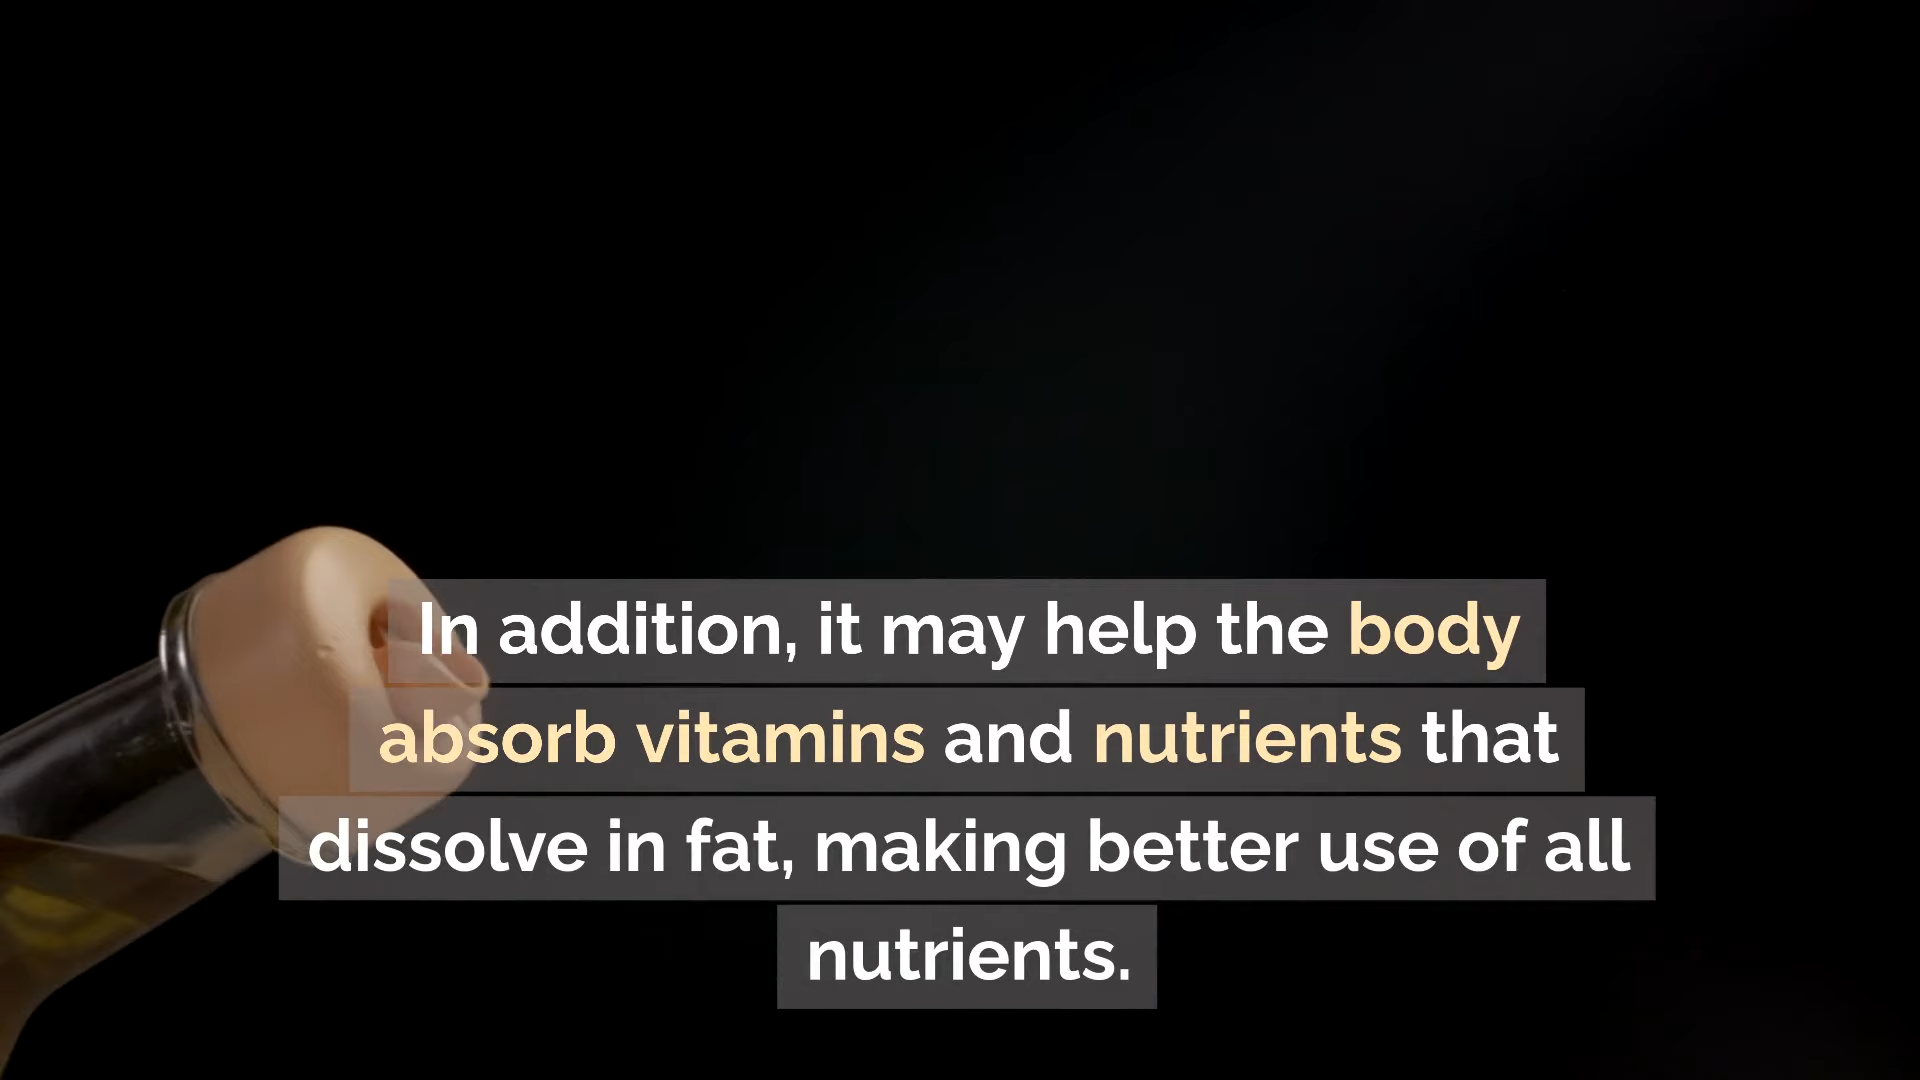 In addition, it may help the body
absorb vitamins and nutrients that
dissolve in fat, making better use of all
nutrients.